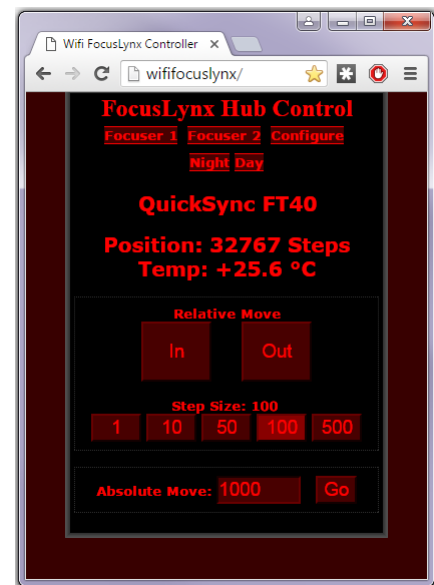 Wifi FocusLynx Controller
wififocuslynx/
FocusLynx Hub Control
Focuser 1 Focuser 2 Configure
Night Day
QuickSync FT40
Position: 32767 Steps
Temp: +25.6 °C
Relative Move
In Out
Step Size: 100
1 10 50 100 500
Absolute Move: 1000 Go